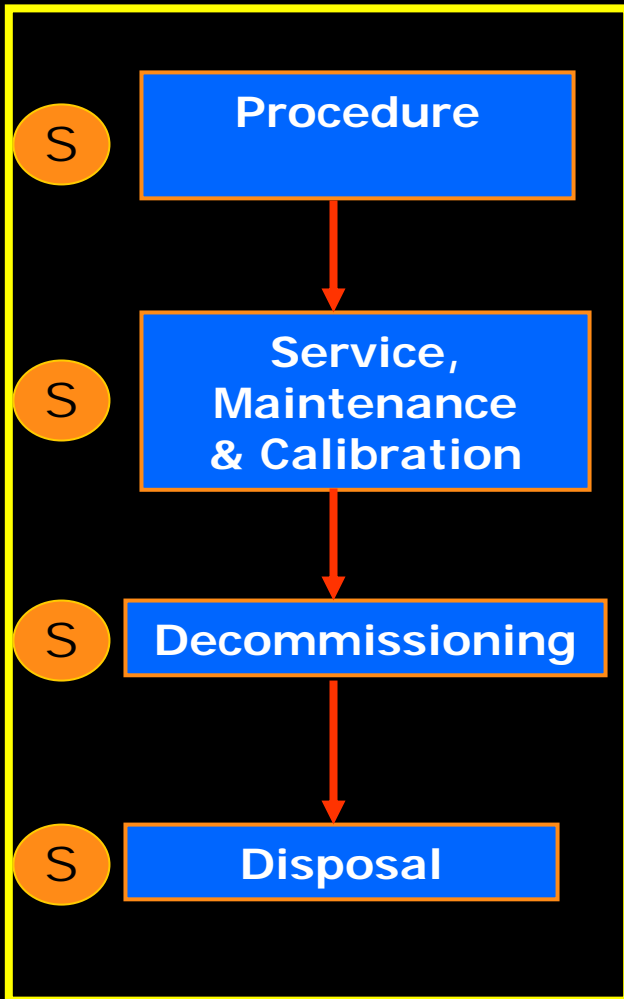 S
Procedure
S
Service,
Maintenance
& Calibration
S
Decommissioning
S
Disposal